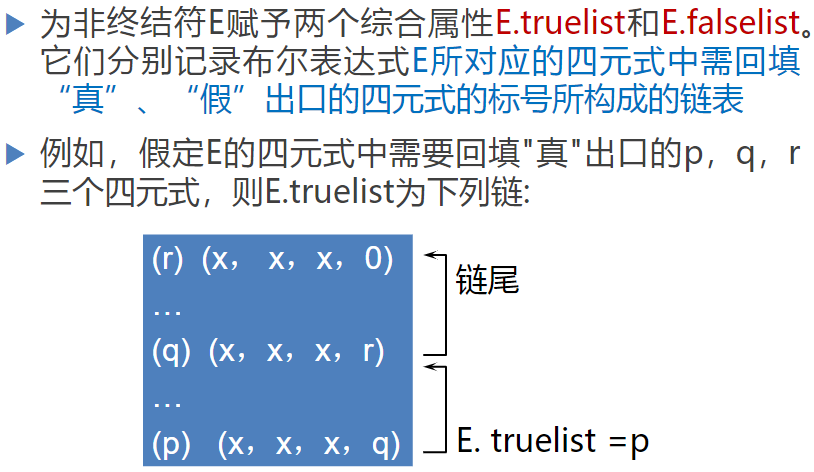 为非终结符E赋予两个综合属性E.truelist和E.falselist。
它们分别记录布尔表达式E所对应的四元式中需回填
“真”、“假”出口的四元式的标号所构成的链表
例如，假定E的四元式中需要回填"真"出口的p，q，r
三个四元式，则E.truelist为下列链:
(r) (x， x，x，0)
链尾
…
(q) (x，x，x，r)
…
(p) (x，x，x，q)
E. truelist =p